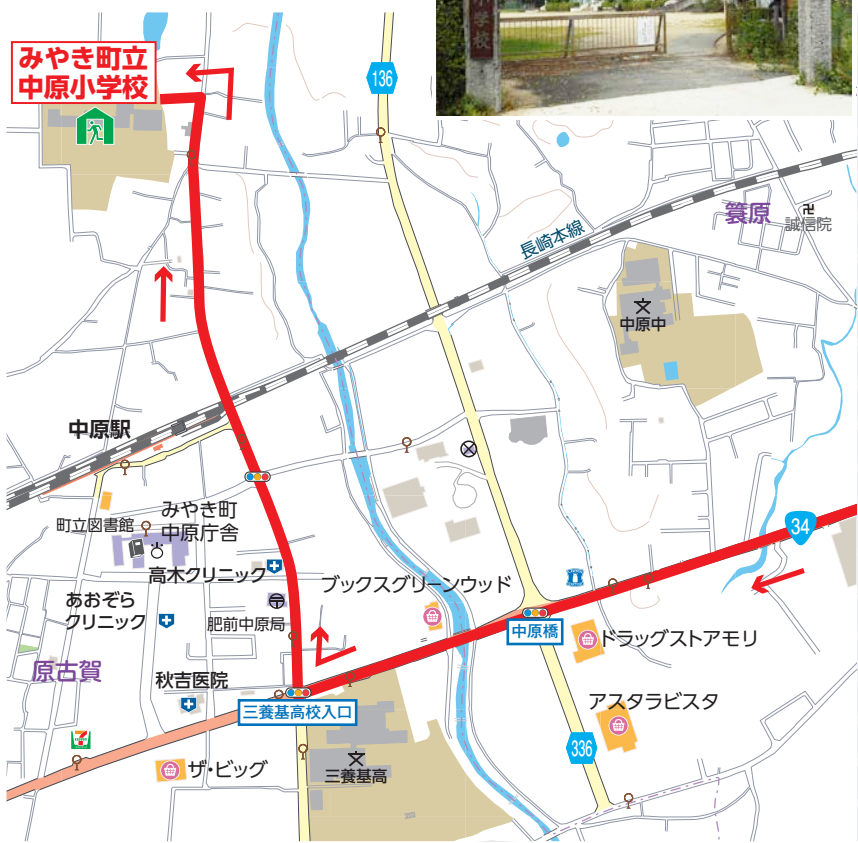 みやき町立
中原小学校
小学校
136
長崎本線
簑原
誠信院
中原中
中原駅
34
町立図書館
みやき町
中原庁舎
高木クリニック
ブックスグリーンウッド
あおぞら
クリニック
肥前中原局
中原橋
ドラッグストアモリ
原古賀
秋吉医院
アスタラビスタ
三養基高校入口
336
ザ・ビッグ
三養基高